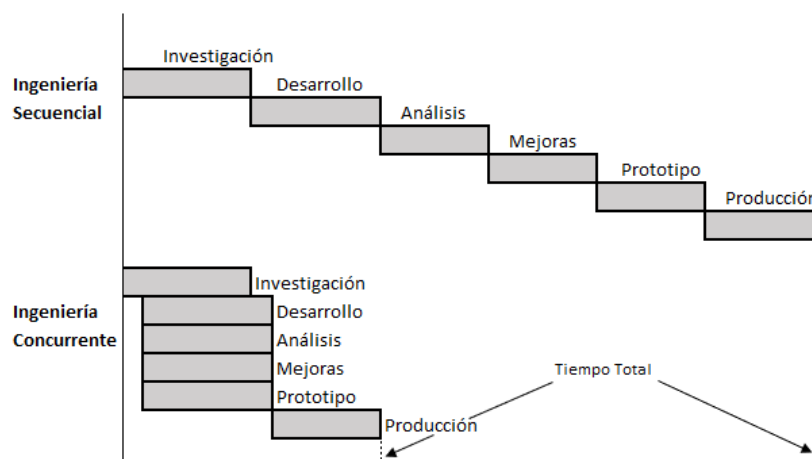 Investigación
Ingeniería
Secuencial
Desarrollo
Análisis
Mejoras
Prototipo
Producción
Ingeniería
Concurrente
Investigación
Desarrollo
Análisis
Mejoras
Prototipo
Producción
Tiempo Total